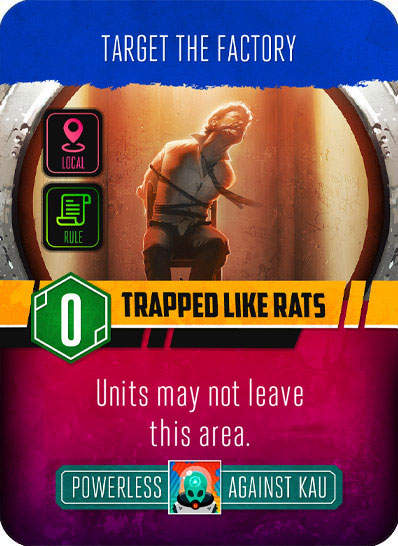 TARGET THE FACTORY
LOCAL
RULE
0 TRAPPED LIKE RATS
Units may not leave
this area.
POWERLESS AGAINST KAU